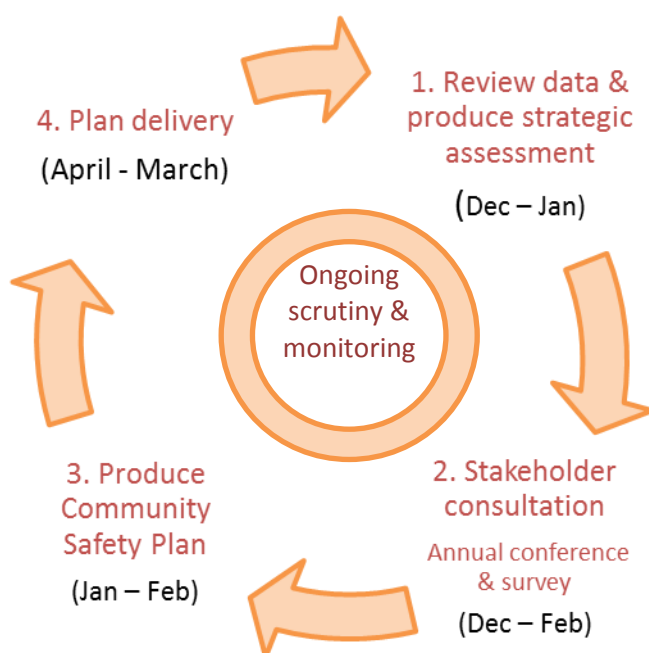 1. Review data &
produce strategic
assessment
(Dec – Jan)
2. Stakeholder
consultation
Annual conference
& survey
(Dec – Feb)
3. Produce
Community
Safety Plan
(Jan – Feb)
4. Plan delivery
(April - March)
Ongoing
scrutiny &
monitoring